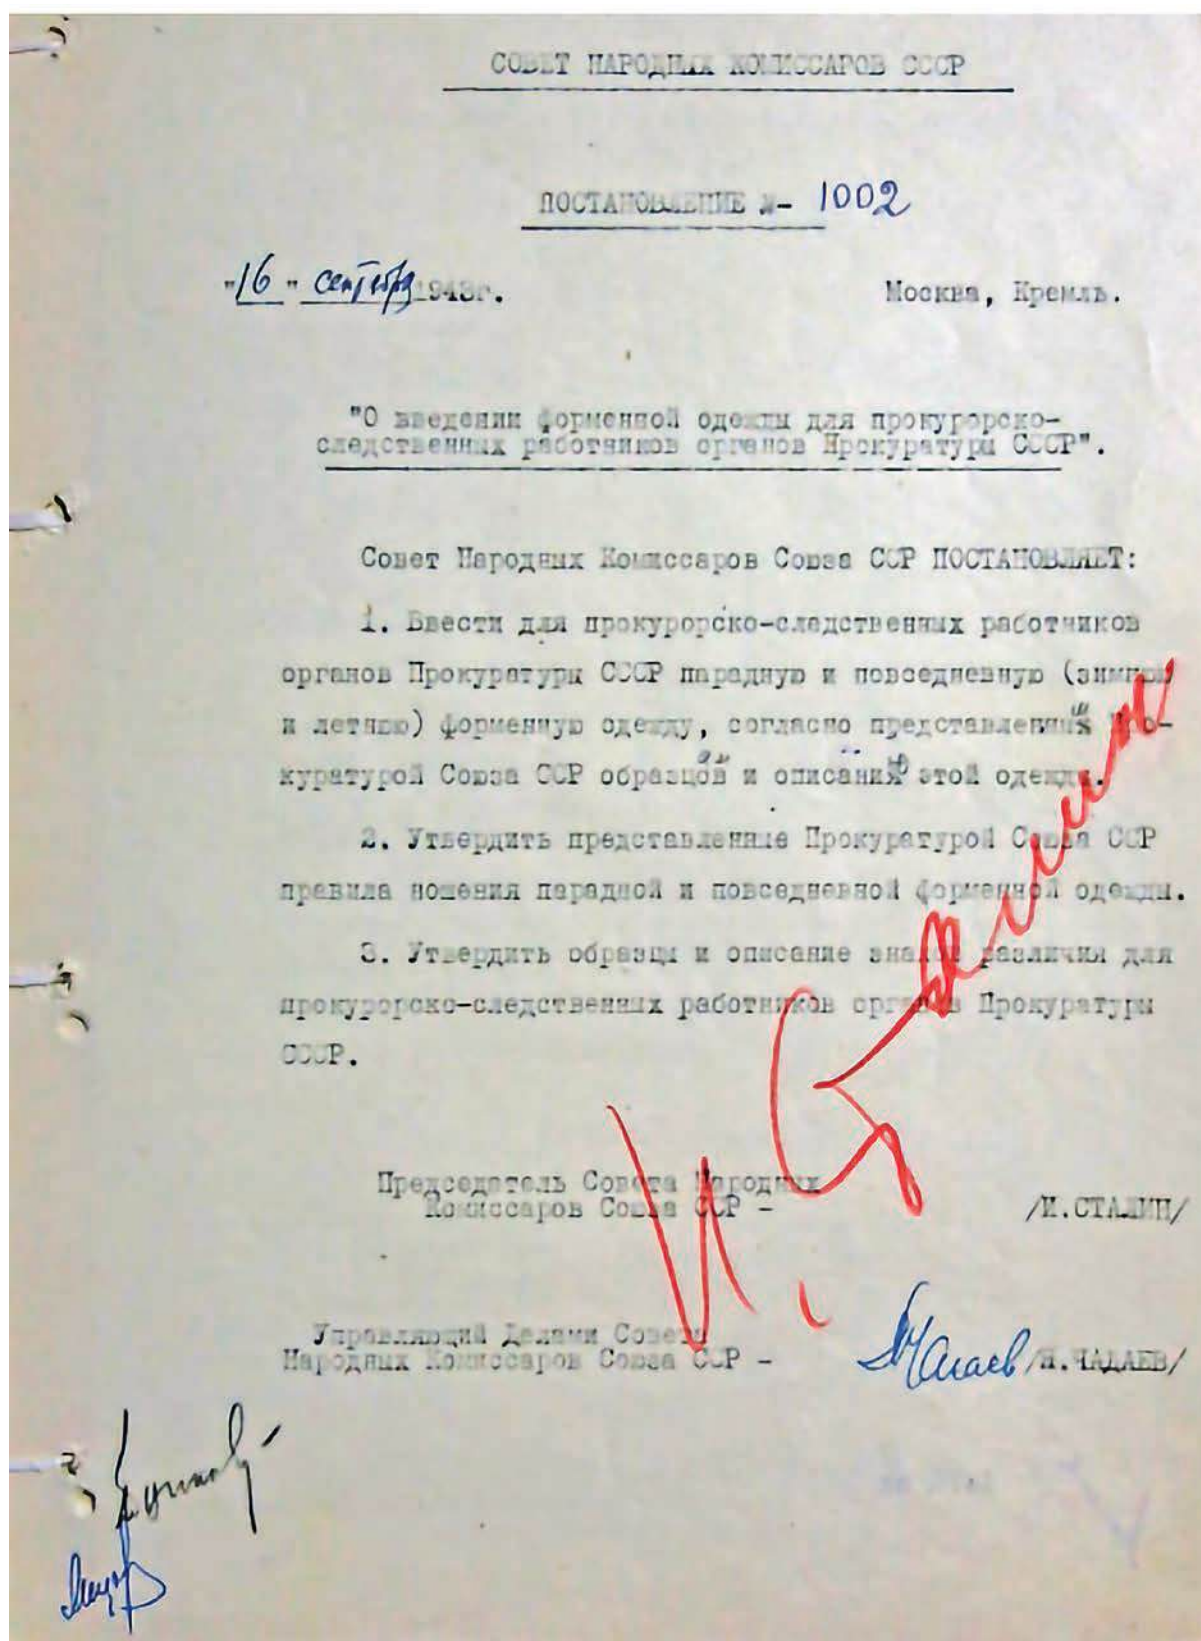 СОВЕТ НАРОДНЫХ КОМИССАРОВ СССР
ПОСТАНОВЛЕНИЕ №- 1002
"16" сентября 1943г. Москва, Кремль.
"О введении форменной одежды для прокурорско-
следственных работников органов Прокуратуры СССР".
Совет Народных Комиссаров Союза ССР ПОСТАНОВЛЯЕТ:
1. Ввести для прокурорско-следственных работников
органов Прокуратуры СССР парадную и повседневную (зимнюю
и летнюю) форменную одежду, согласно представленным Про-
куратурой Союза ССР образцам и описанию этой одежды.
2. Утвердить представленные Прокуратурой Союза ССР
правила ношения парадной и повседневной форменной одежды.
3. Утвердить образцы и описание знаков различия для
прокурорско-следственных работников органов Прокуратуры
СССР.
И. Сталин
Председатель Совета Народных
Комиссаров Союза ССР - /И.СТАЛИН/
Управляющий Делами Совета
Народных Комиссаров Союза ССР - ЯЧадаев /Я.ЧАДАЕВ/